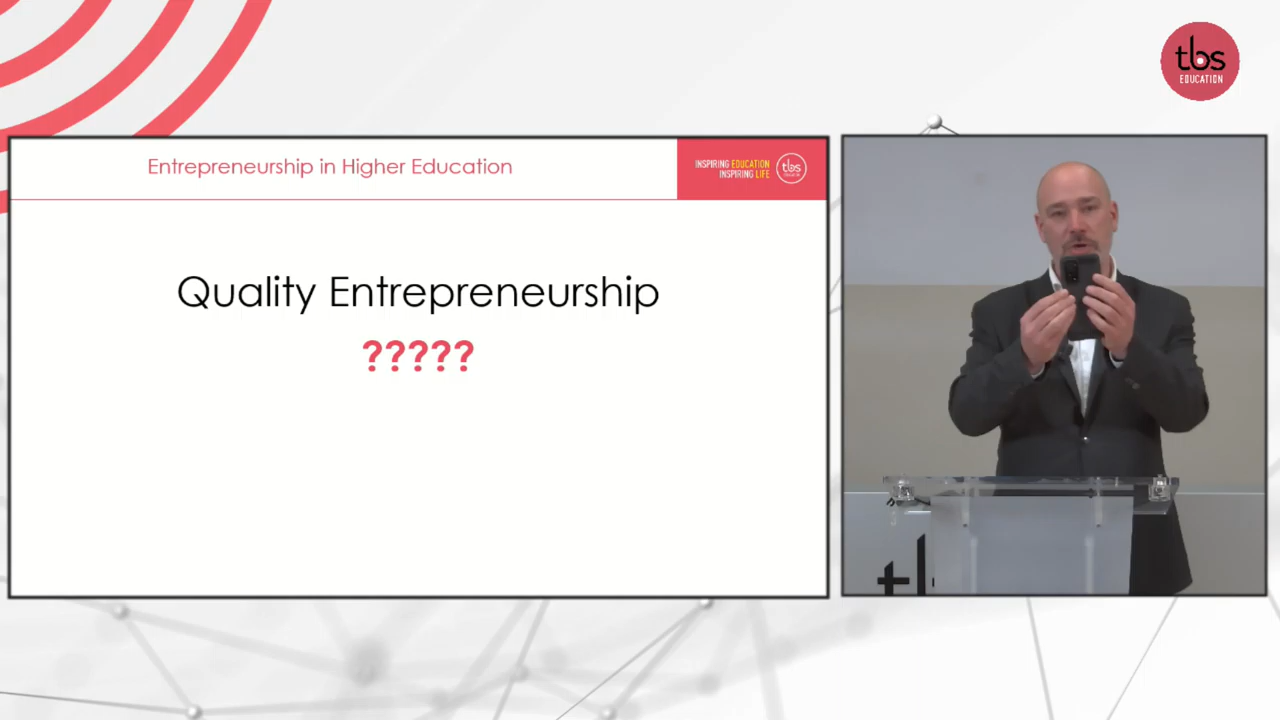 tbs
EDUCATION
Entrepreneurship in Higher Education
INSPIRING EDUCATION
INSPIRING LIFE
tbs
Quality Entrepreneurship
?????